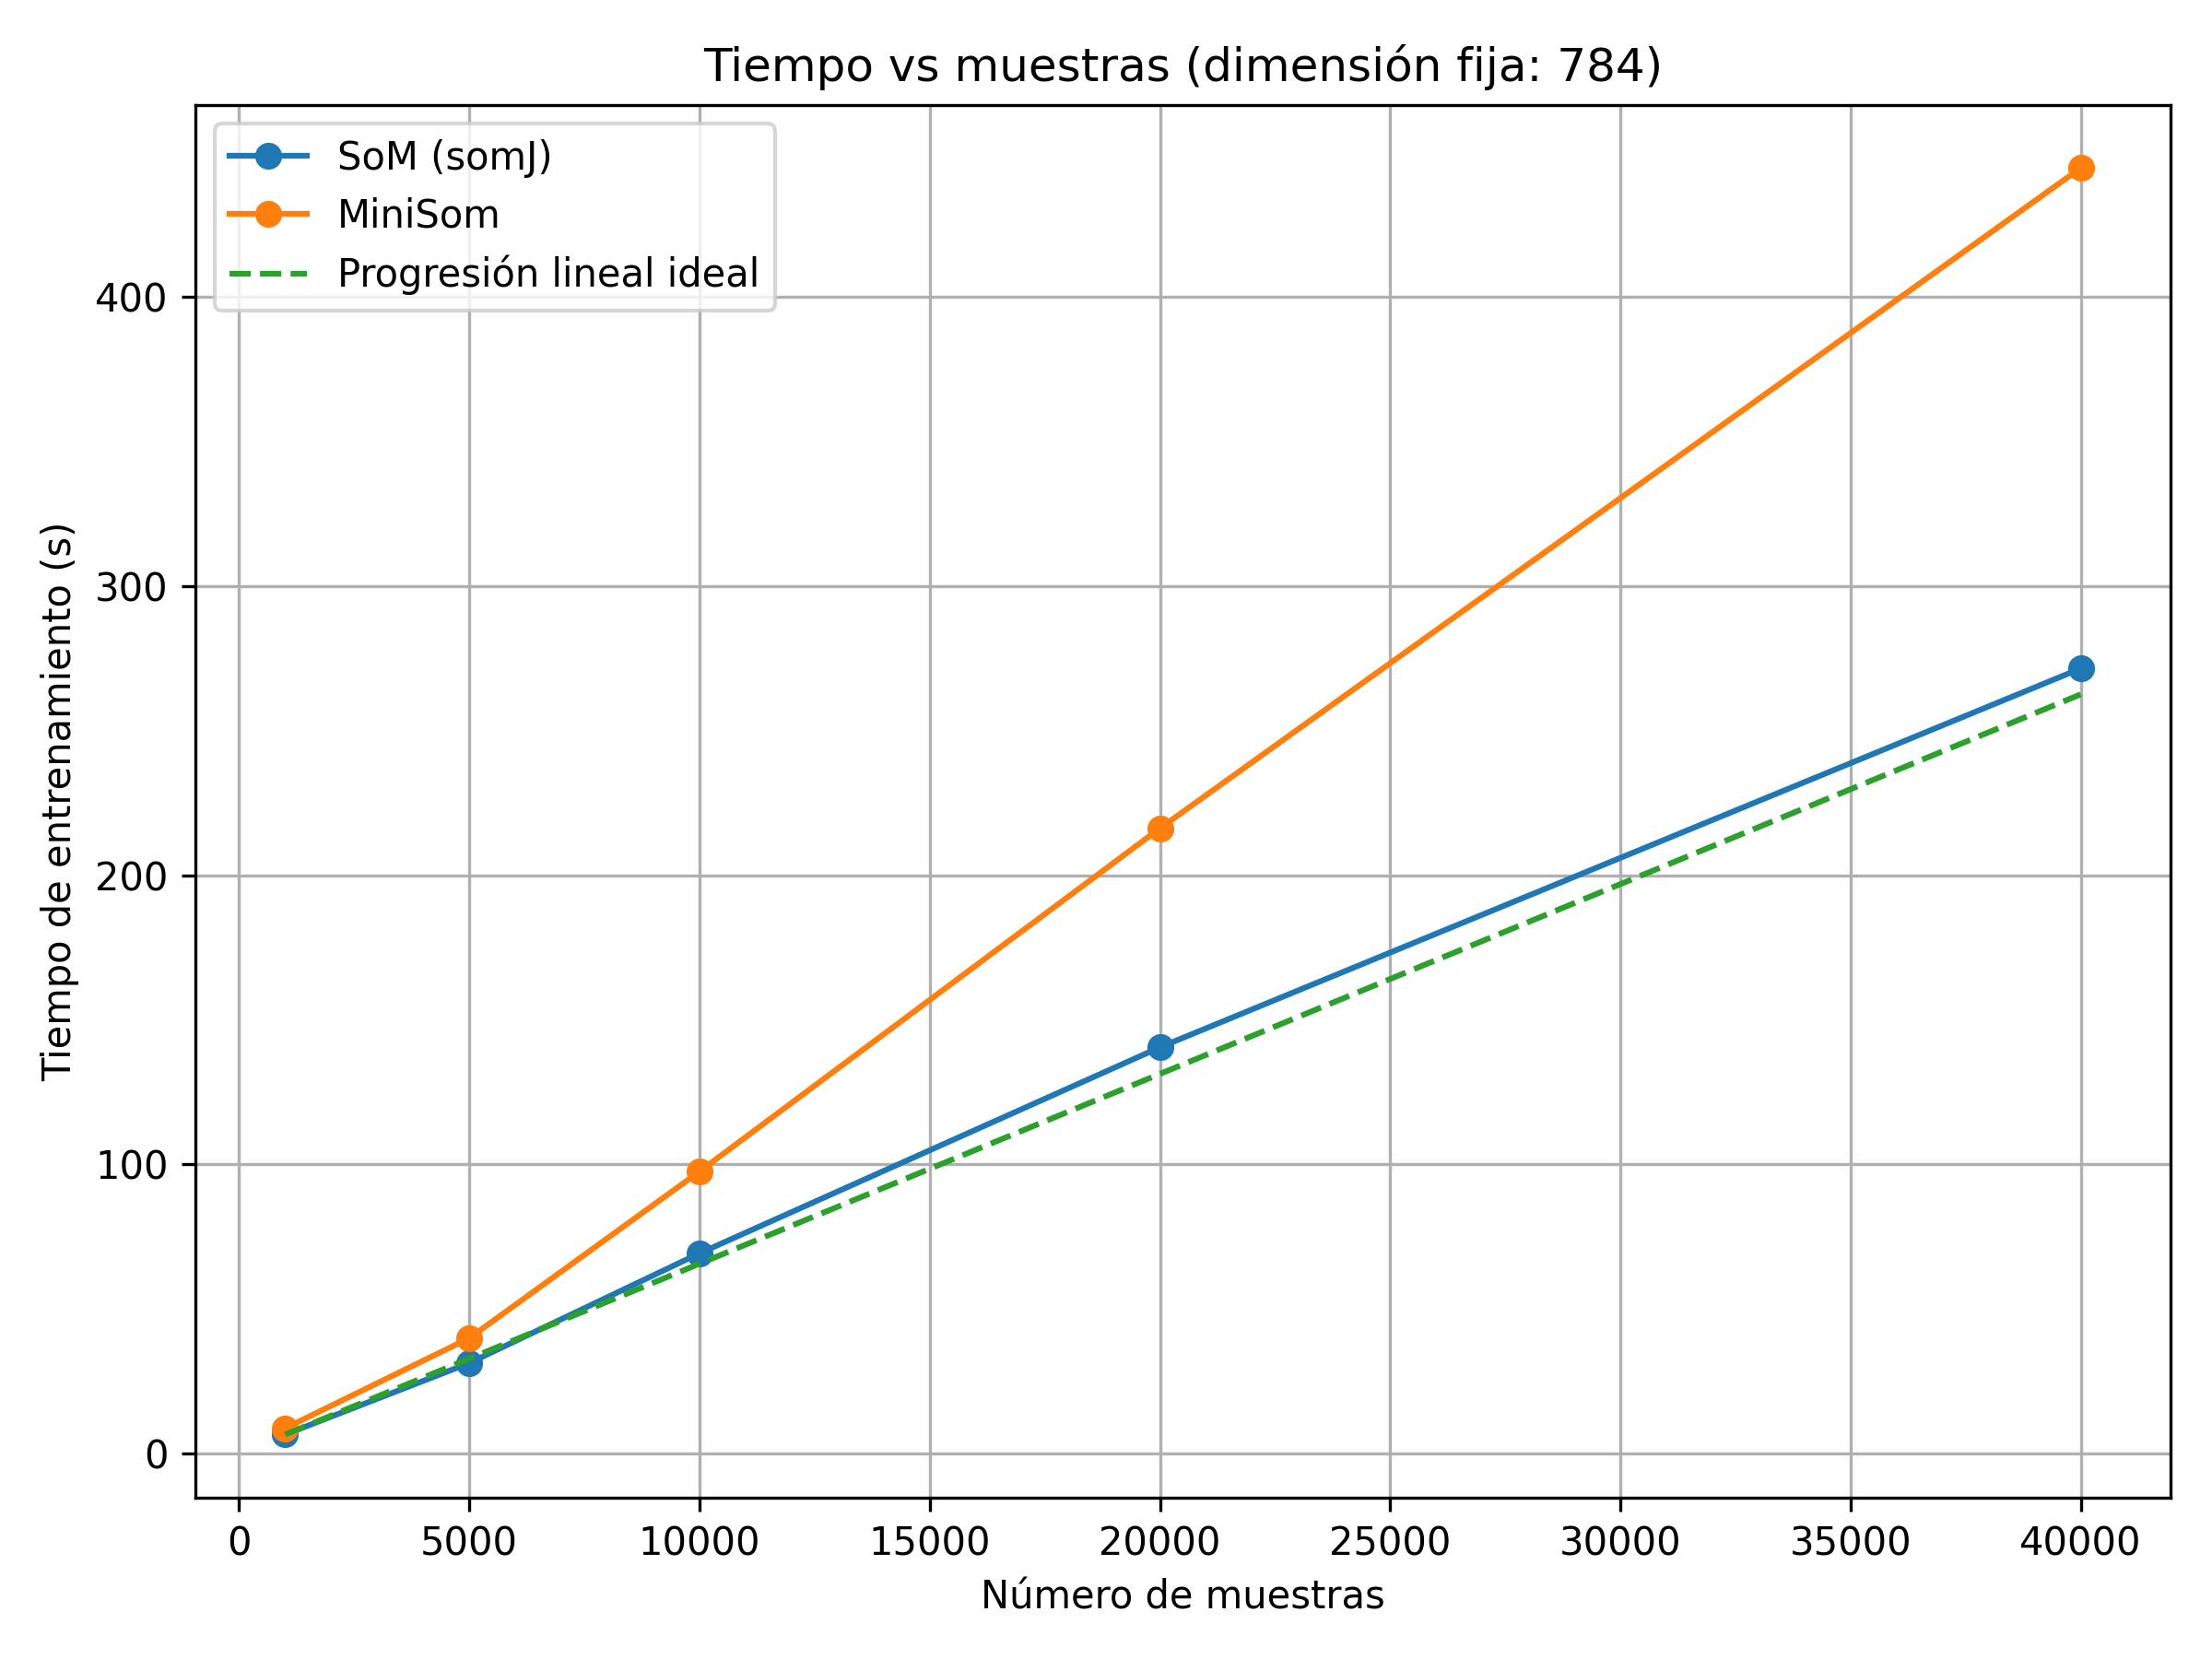 Tiempo vs muestras (dimensión fija: 784)
SoM (somJ)
MiniSom
Progresión lineal ideal
400
300
200
100
0
Tiempo de entrenamiento (s)
0 5000 10000 15000 20000 25000 30000 35000 40000
Número de muestras